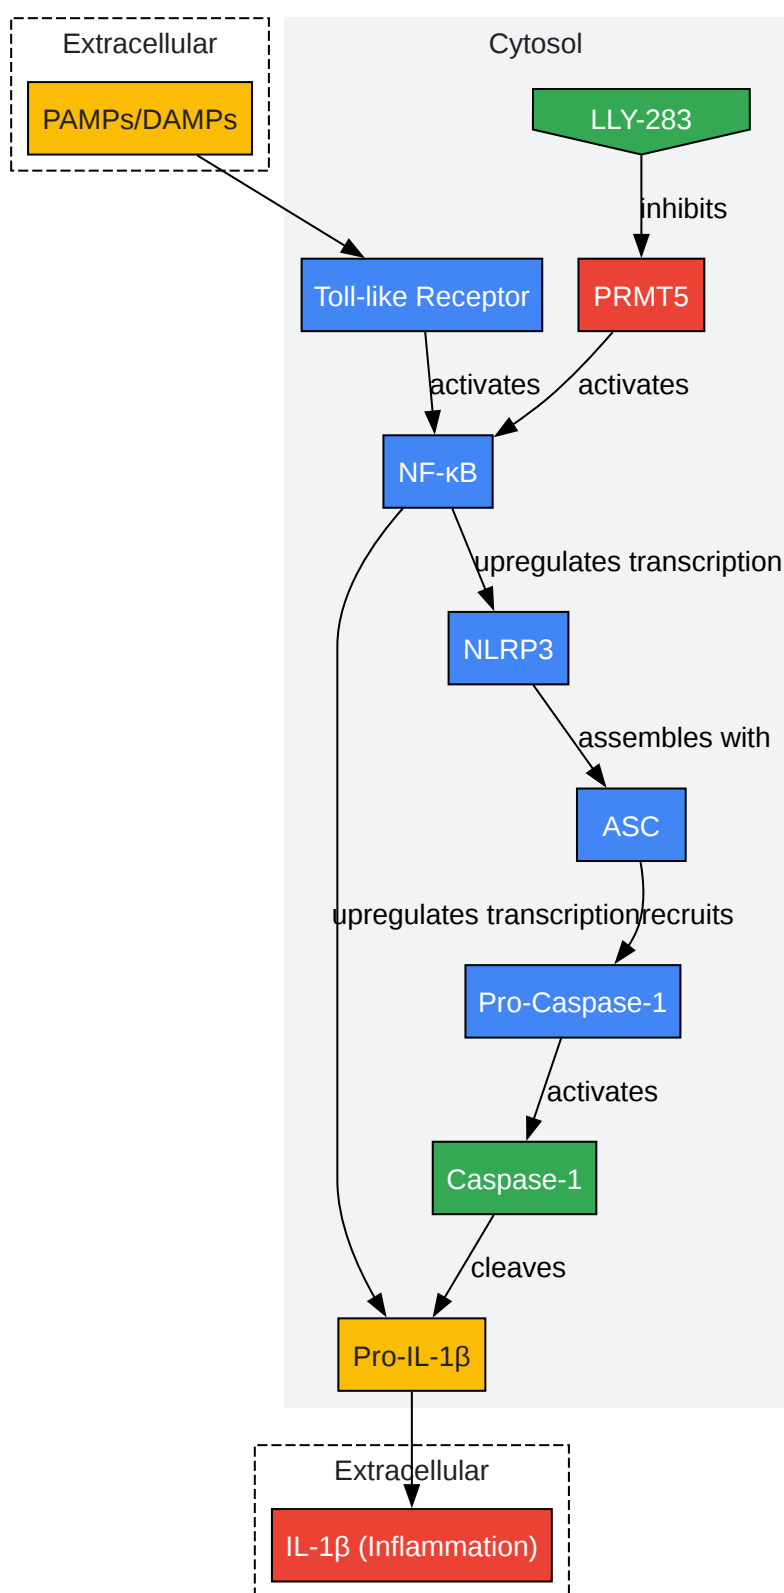 Extracellular
Cytosol
PAMPs/DAMPs
LLY-283
inhibits
Toll-like Receptor
PRMT5
activates
activates
NF-κB
upregulates transcription
NLRP3
assembles with
ASC
upregulates transcription
recruits
Pro-Caspase-1
activates
Caspase-1
cleaves
Pro-IL-1β
Extracellular
IL-1β (Inflammation)